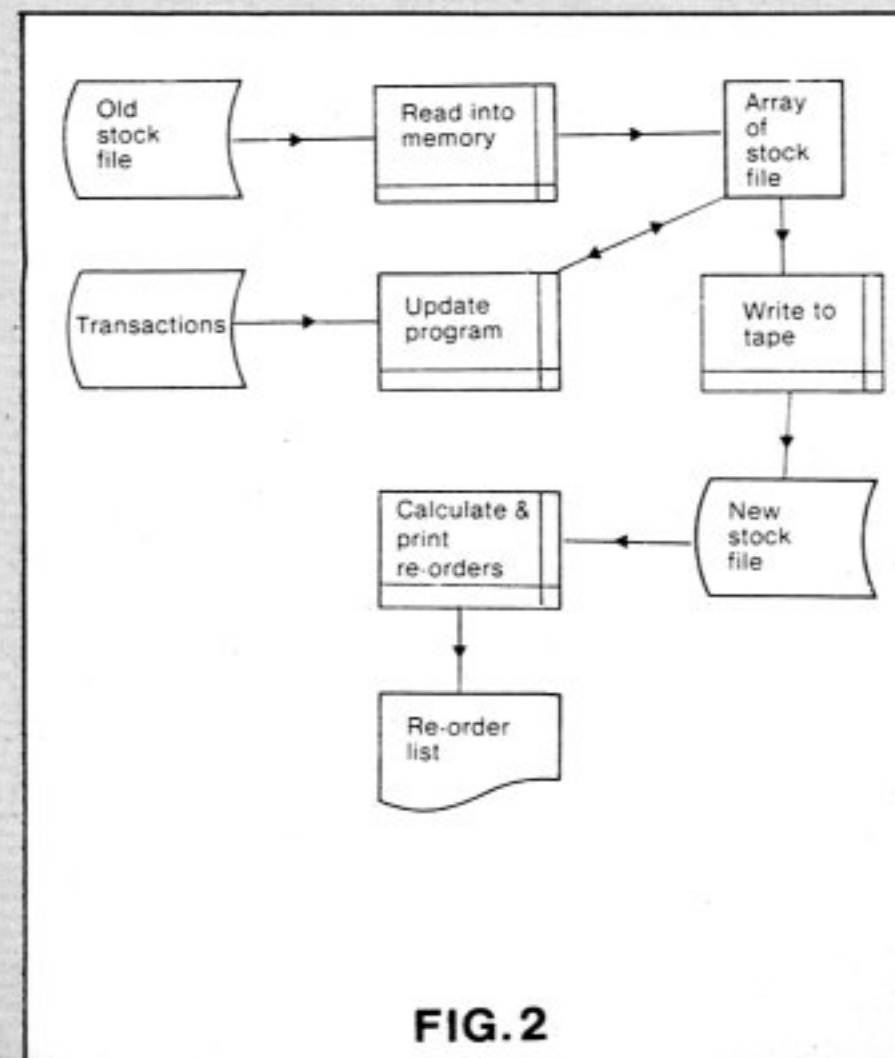 Old
stock
file
Read into
memory
Array
of
stock
file
Transactions
Update
program
Write to
tape
Calculate &
print
re-orders
New
stock
file
Re-order
list
FIG.2